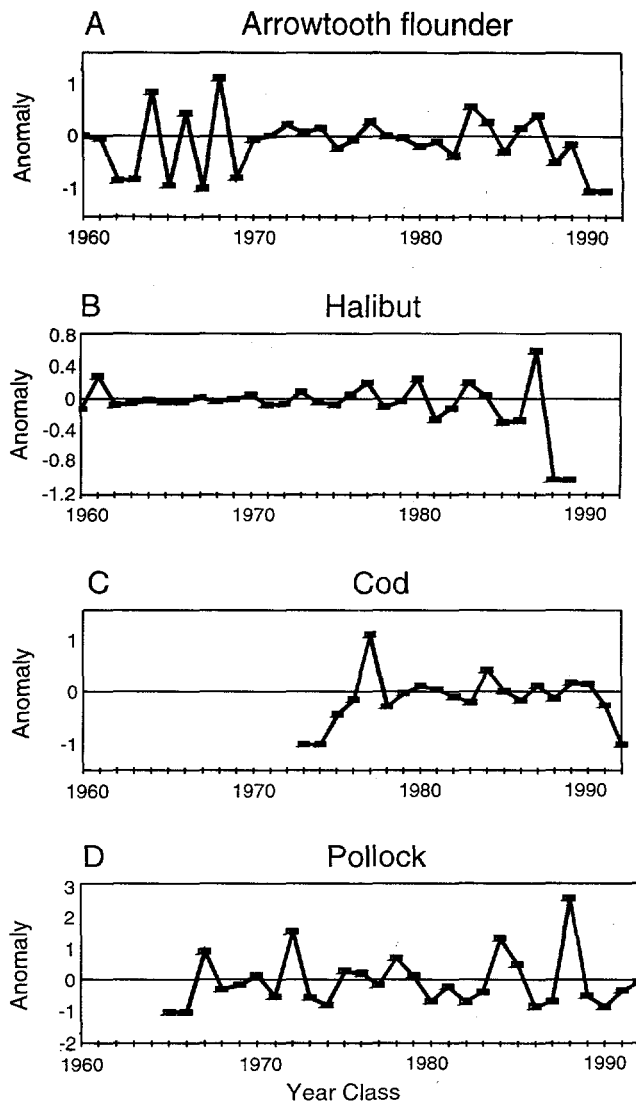 A Arrowtooth flounder
Anomaly
1
0
-1
1960 1970 1980 1990
B Halibut
Anomaly
0.8
0.4
0
-0.4
-0.8
-1.2
1960 1970 1980 1990
C Cod
Anomaly
1
0
-1
1960 1970 1980 1990
D Pollock
Anomaly
3
2
1
0
-1
-2
1960 1970 1980 1990
Year Class